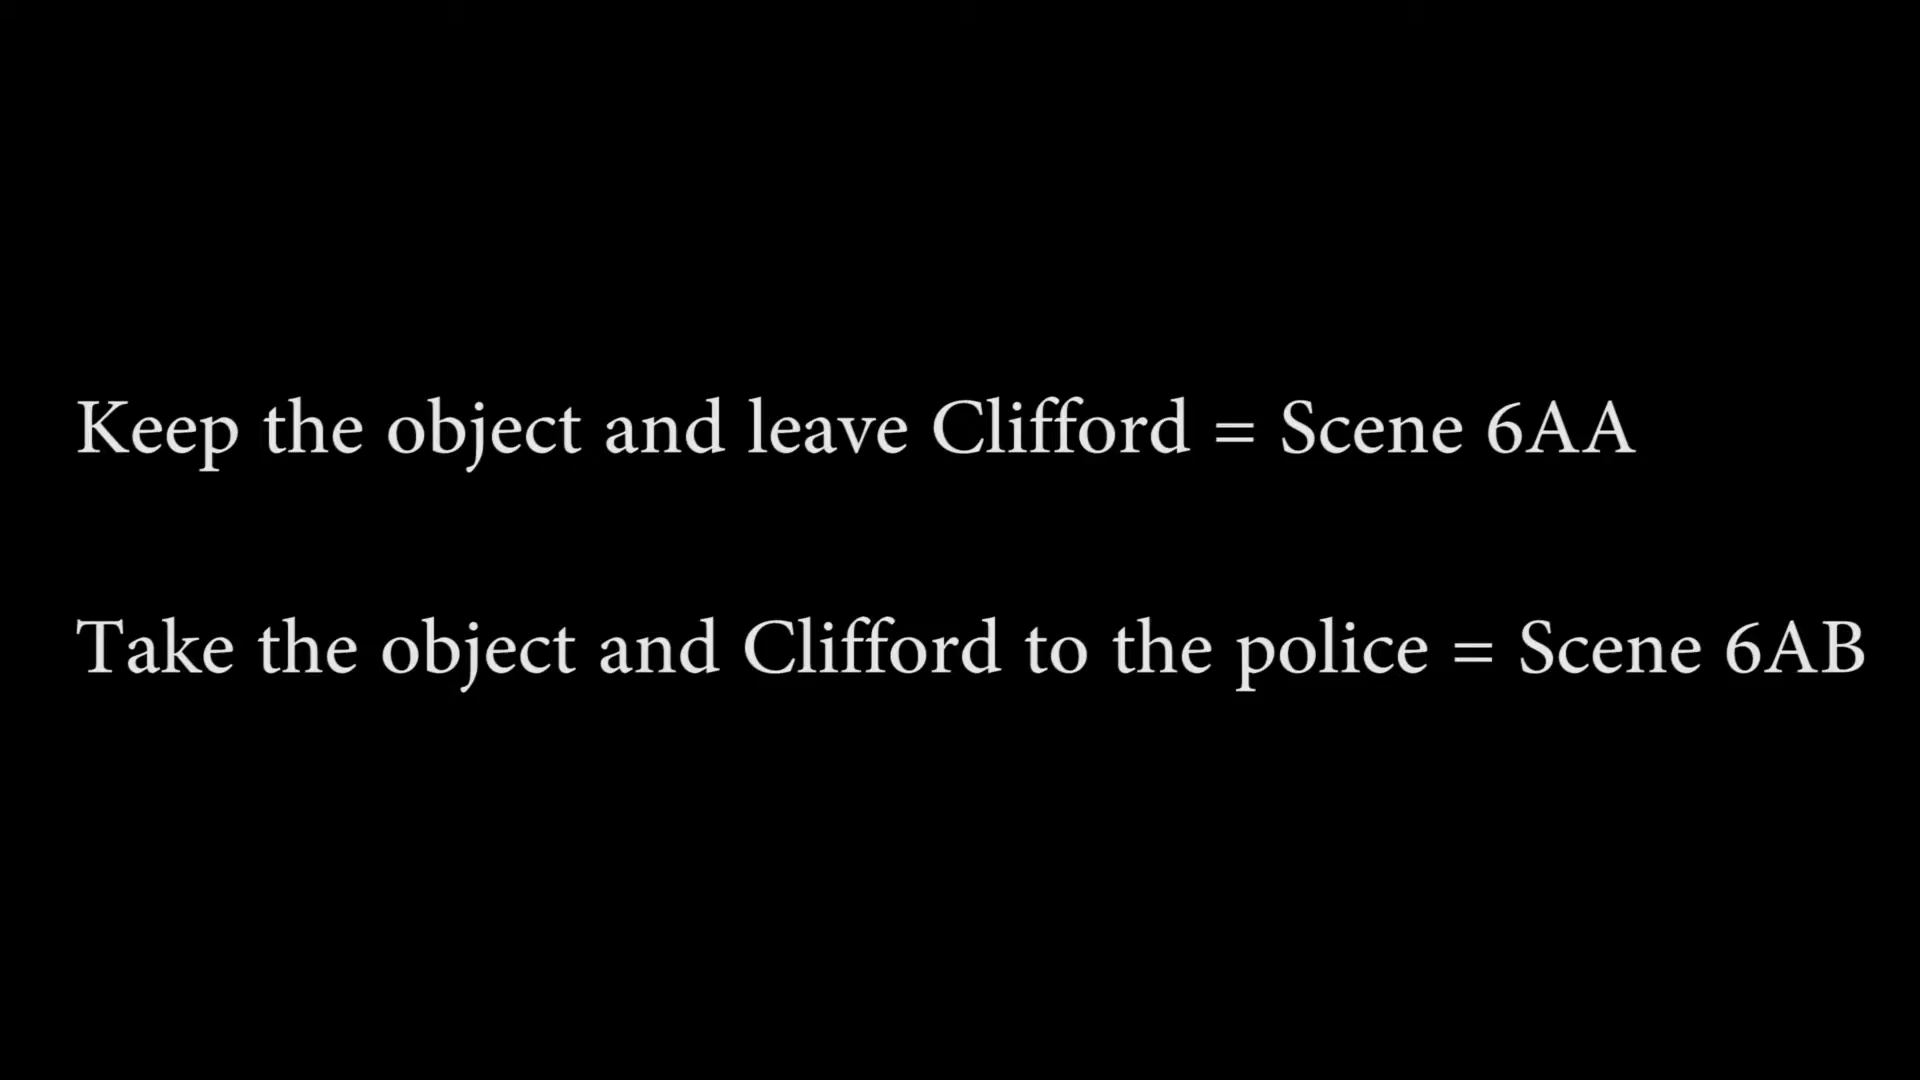 Keep the object and leave Clifford = Scene 6AA
Take the object and Clifford to the police = Scene 6AB